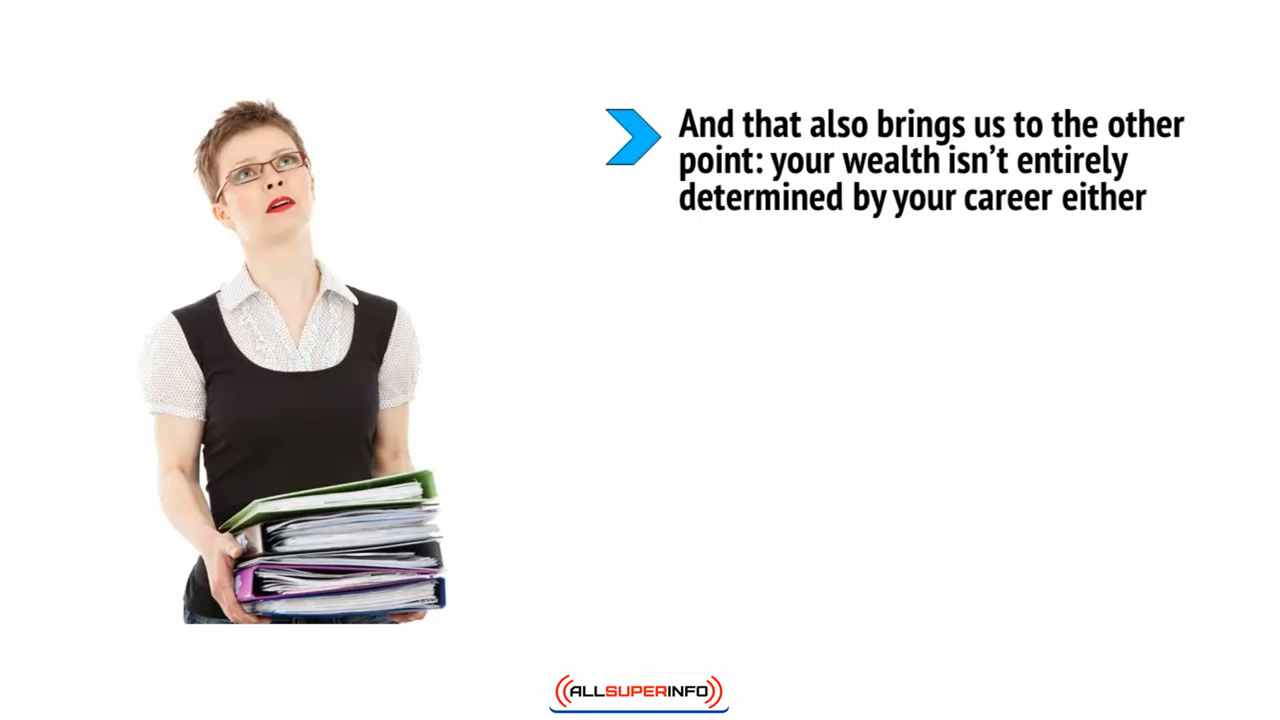 And that also brings us to the other
point: your wealth isn’t entirely
determined by your career either
ALLSUPERINFO